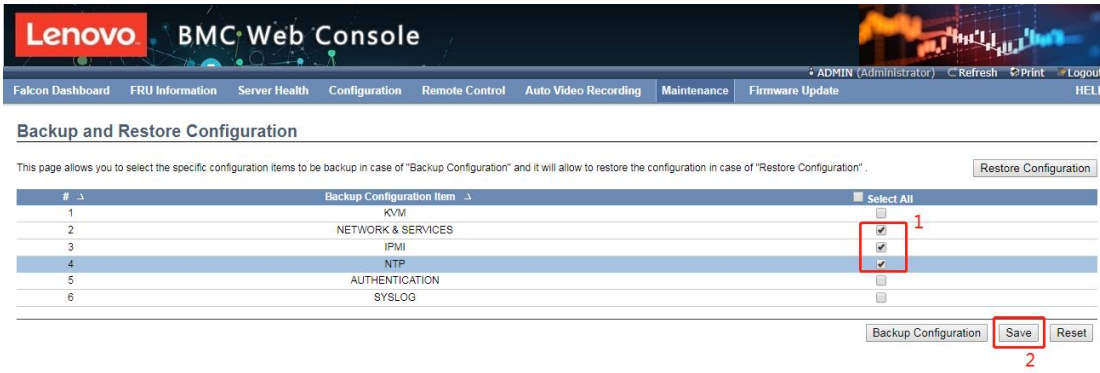 Lenovo. BMC Web Console
ADMIN (Administrator) Refresh Print Logout
Falcon Dashboard FRU Information Server Health Configuration Remote Control Auto Video Recording Maintenance Firmware Update HEL
Backup and Restore Configuration
This page allows you to select the specific configuration items to be backup in case of "Backup Configuration" and it will allow to restore the configuration in case of "Restore Configuration" .
Restore Configuration
# Backup Configuration Item Select All
1 KVM
2 NETWORK & SERVICES 1
3 IPMI
4 NTP
5 AUTHENTICATION
6 SYSLOG
Backup Configuration Save Reset
2